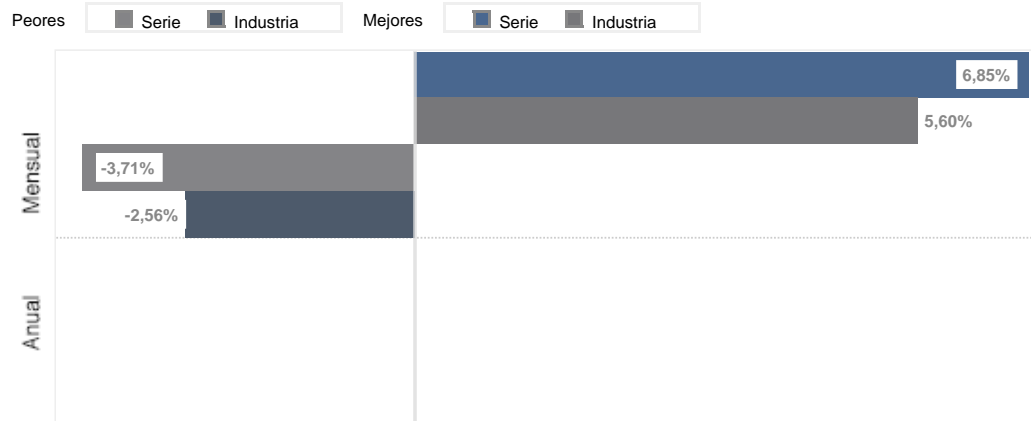 Peores Serie Industria Mejores Serie Industria
6,85%
5,60%
Mensual
-3,71%
-2,56%
Anual